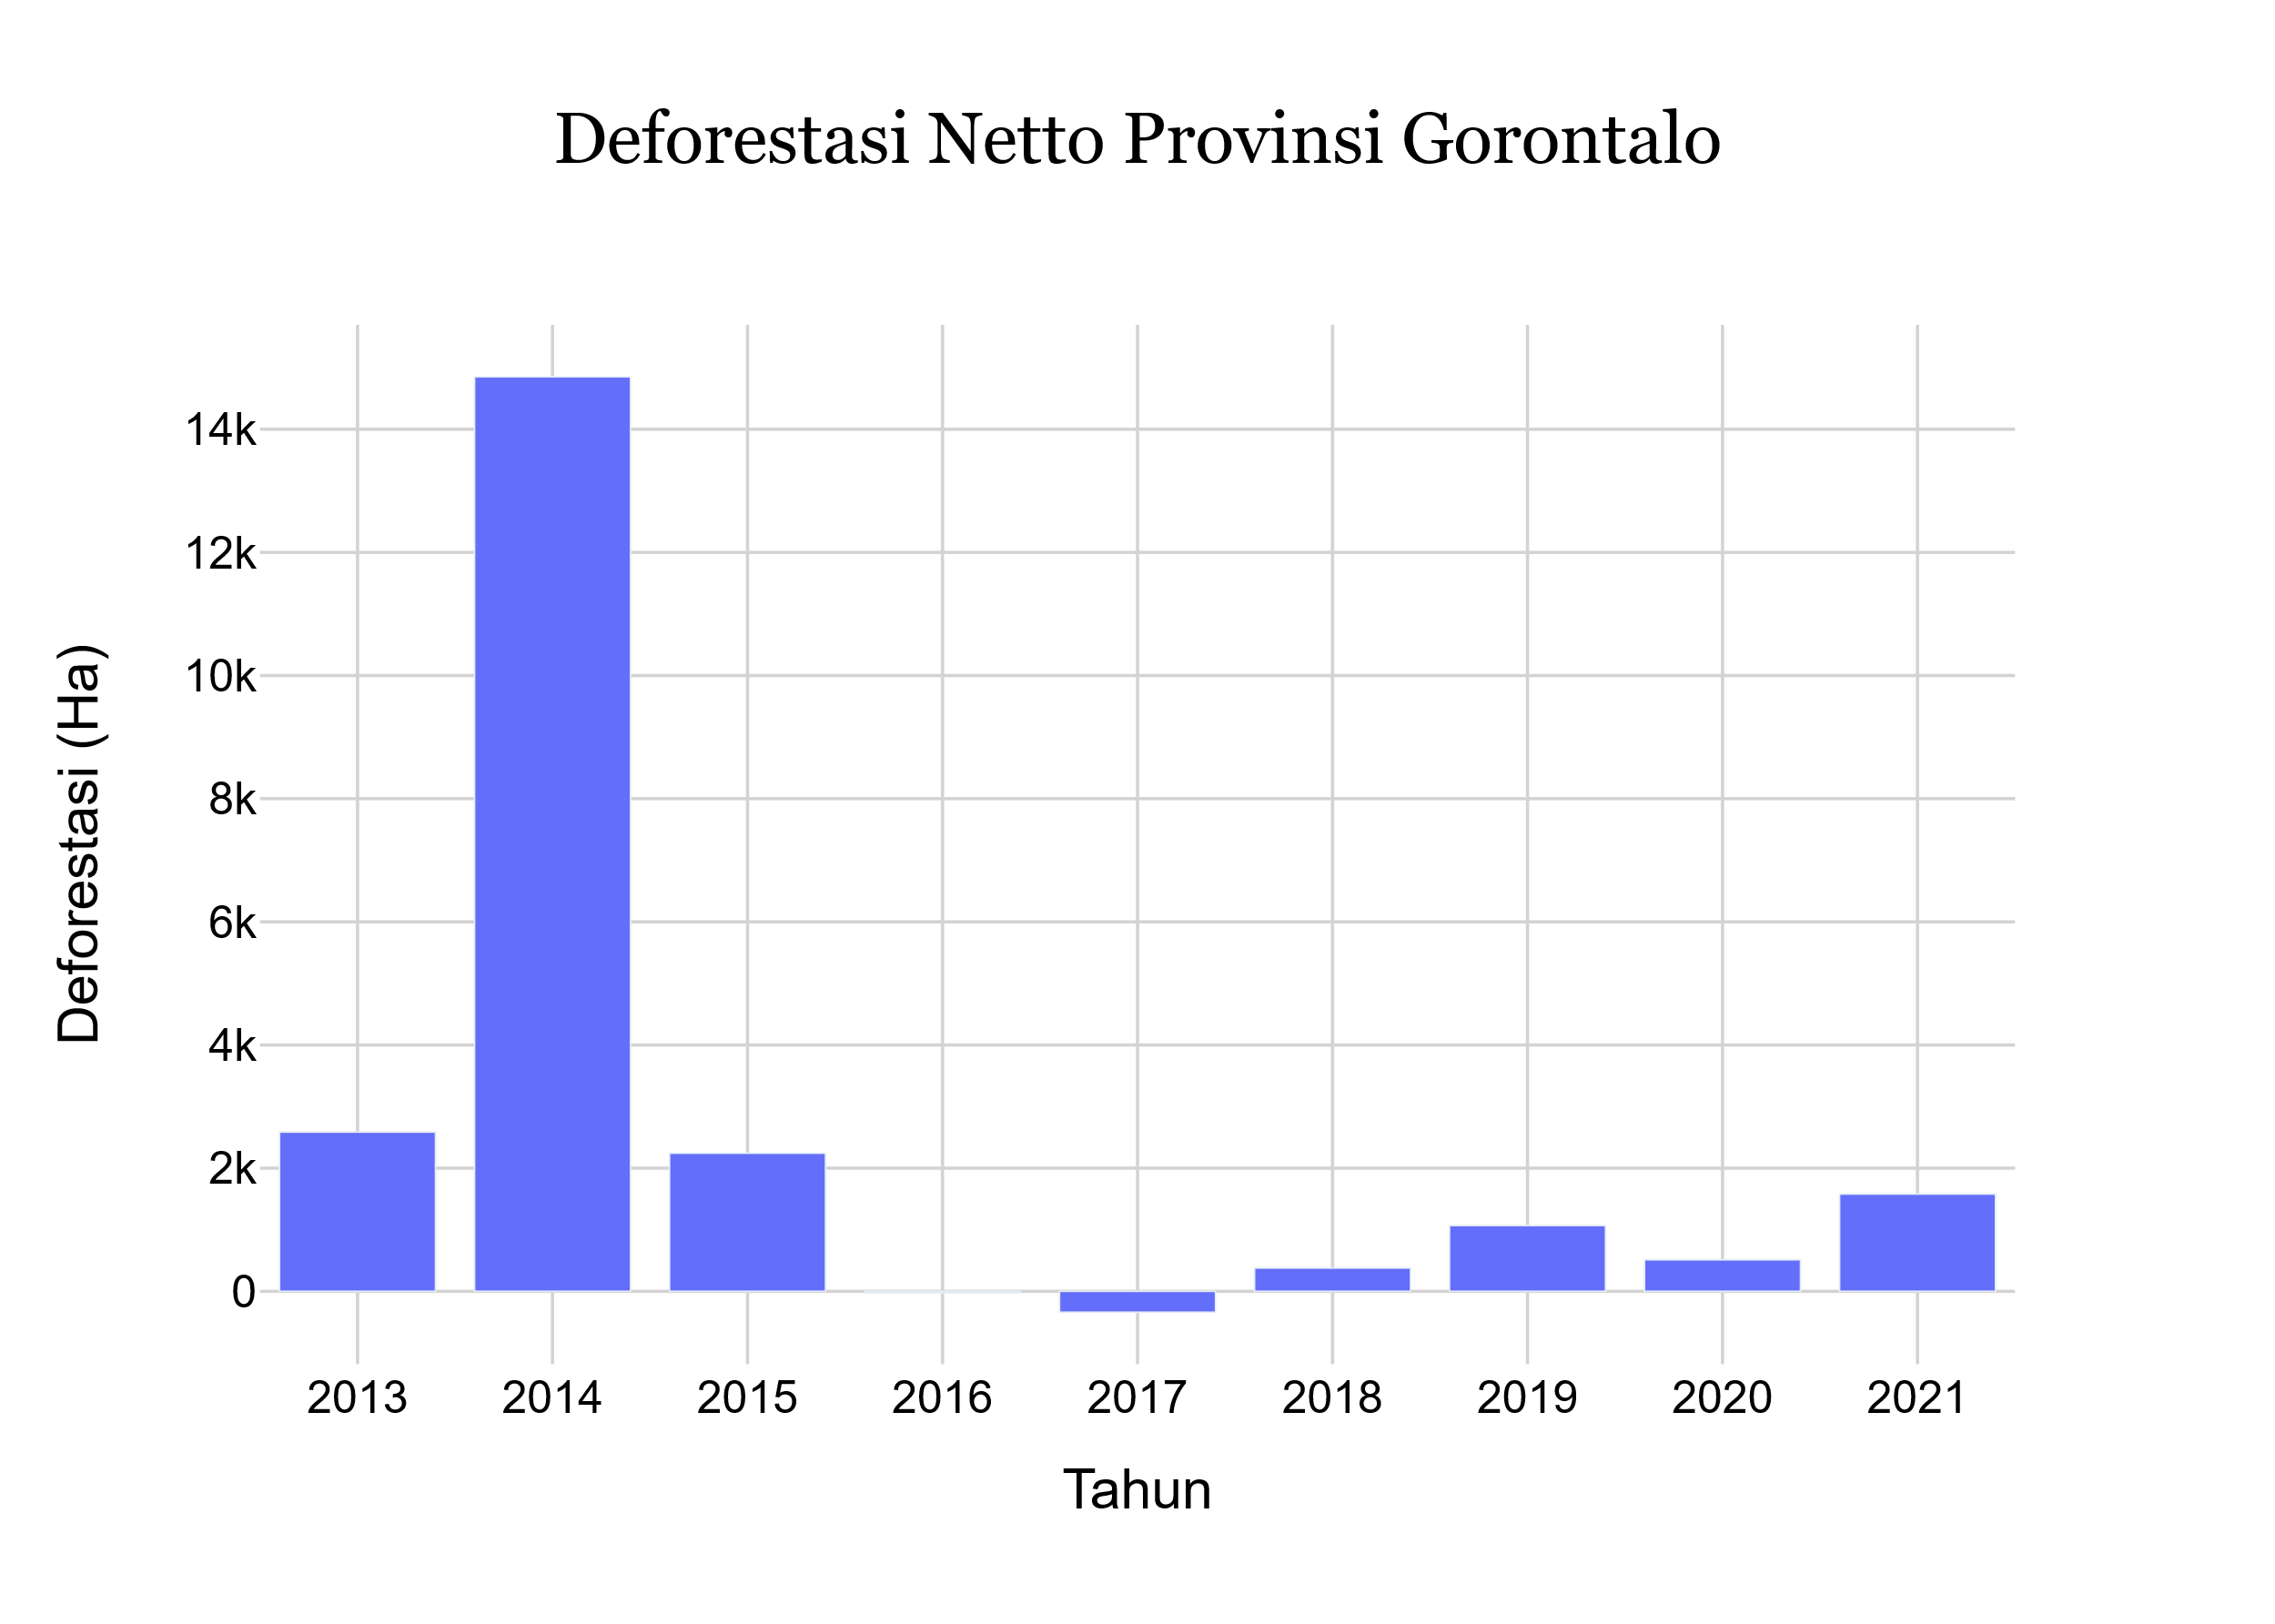 Deforestasi Netto Provinsi Gorontalo
Deforestasi (Ha)
14k
12k
10k
8k
6k
4k
2k
0
2013 2014 2015 2016 2017 2018 2019 2020 2021
Tahun